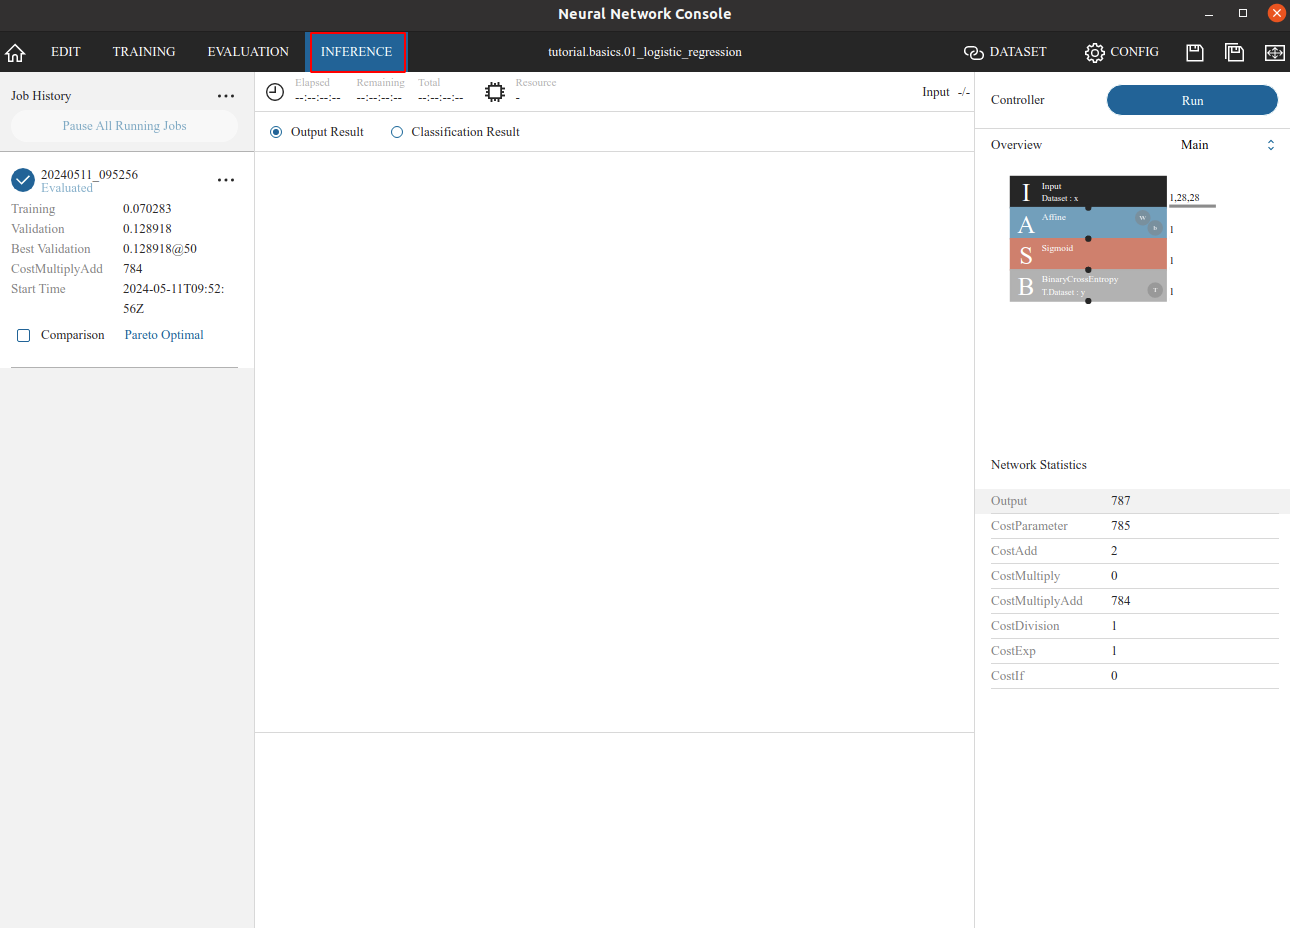 Neural Network Console
EDIT TRAINING EVALUATION INFERENCE tutorial.basics.01_logistic_regression DATASET CONFIG
Job History
Pause All Running Jobs
20240511_095256
Evaluated
Training 0.070283
Validation 0.128918
Best Validation 0.128918@50
CostMultiplyAdd 784
Start Time 2024-05-11T09:52:
56Z
Comparison Pareto Optimal
Elapsed Remaining Total Resource
--:--:--:-- --:--:--:-- --:--:--:-- -
Input -/-
Output Result Classification Result
Controller Run
Overview Main
I Input
Dataset : x
1,28,28
A Affine W b
1
S Sigmoid
1
B BinaryCrossEntropy
T.Dataset : y T
1
Network Statistics
Output 787
CostParameter 785
CostAdd 2
CostMultiply 0
CostMultiplyAdd 784
CostDivision 1
CostExp 1
CostIf 0